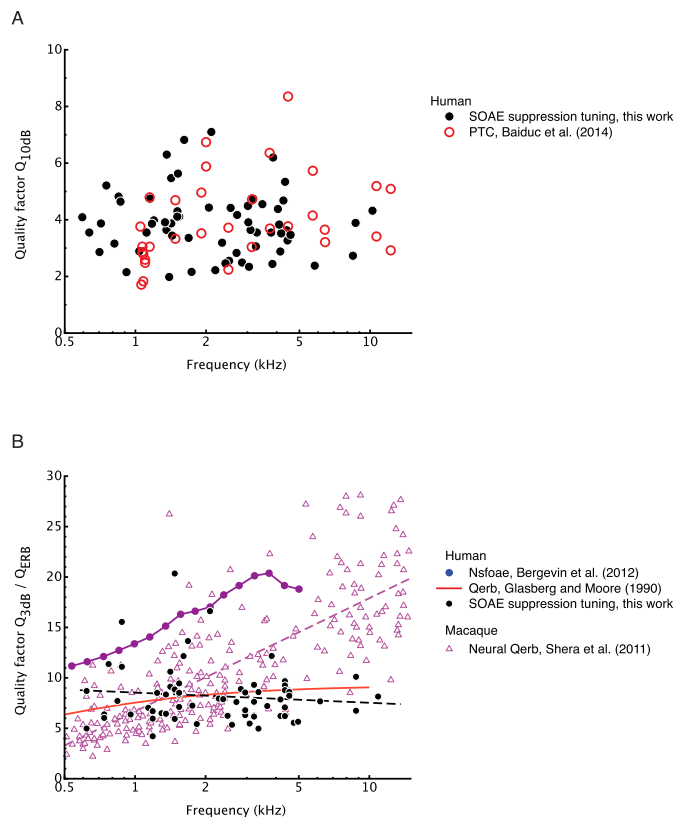 A
10
8
6
4
2
0
Quality factor Q10dB
0.5
1
2
5
10
Frequency (kHz)
Human
SOAE suppression tuning, this work
PTC, Baiduc et al. (2014)
B
30
25
20
15
10
5
0
Quality factor Q3dB / QERB
0.5
1
2
5
10
Frequency (kHz)
Human
Nsfoae, Bergevin et al. (2012)
Qerb, Glasberg and Moore (1990)
SOAE suppression tuning, this work
Macaque
Neural Qerb, Shera et al. (2011)